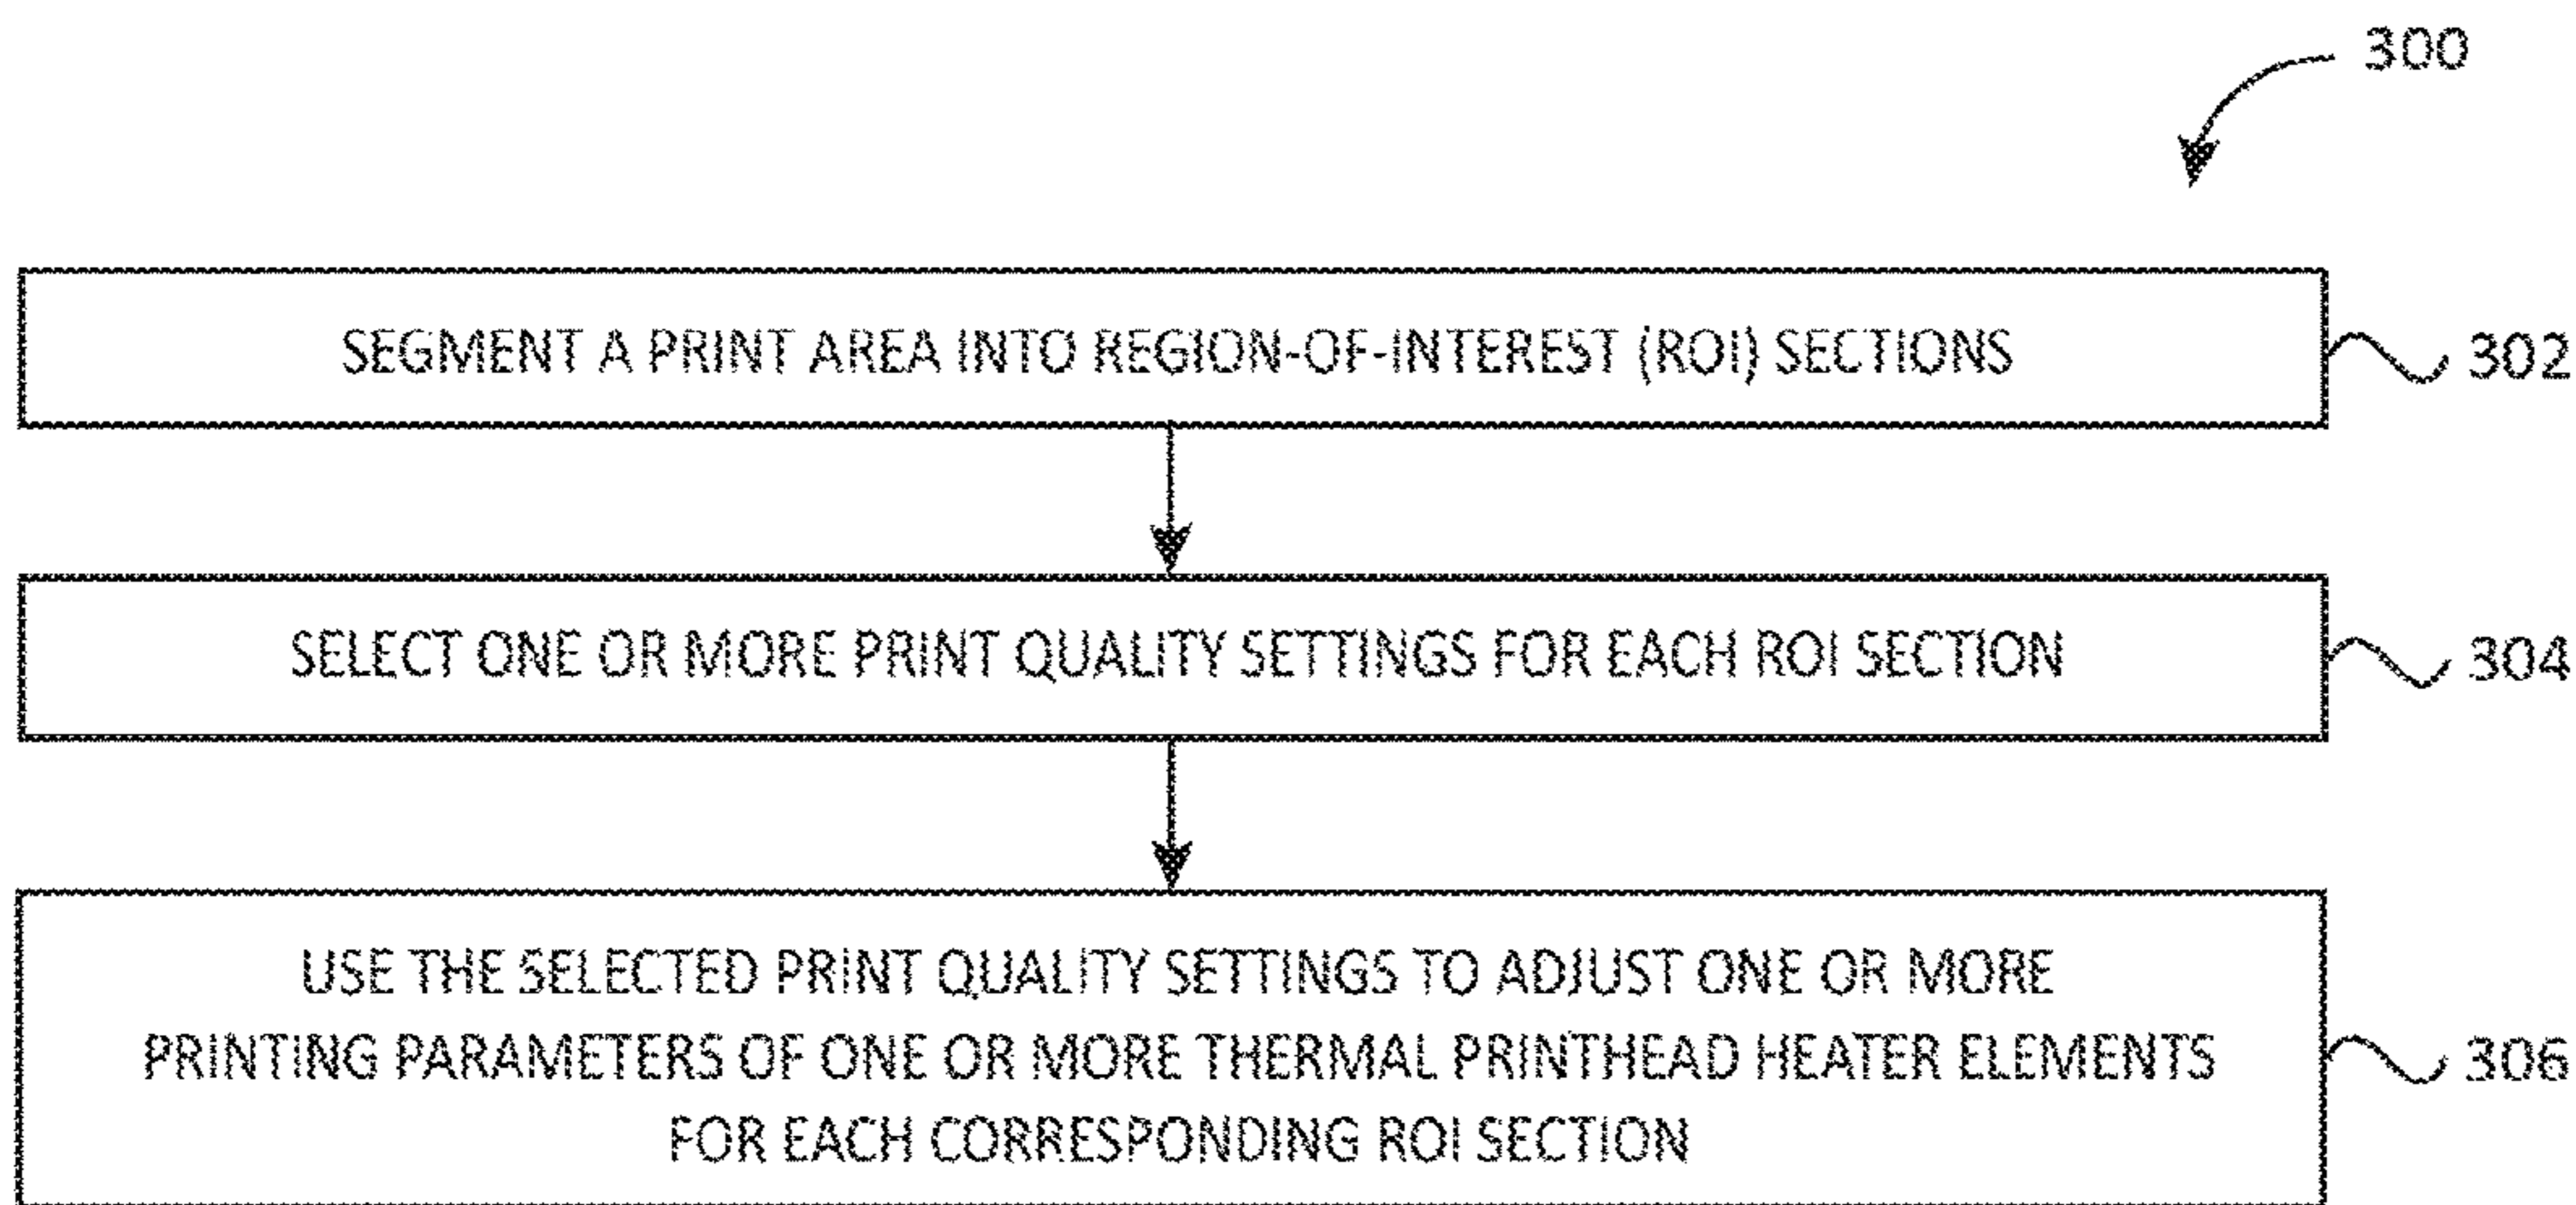 300
SEGMENT A PRINT AREA INTO REGION-OF-INTEREST (ROI) SECTIONS
302
SELECT ONE OR MORE PRINT QUALITY SETTINGS FOR EACH ROI SECTION
304
USE THE SELECTED PRINT QUALITY SETTINGS TO ADJUST ONE OR MORE
PRINTING PARAMETERS OF ONE OR MORE THERMAL PRINTHEAD HEATER ELEMENTS
306
FOR EACH CORRESPONDING ROI SECTION